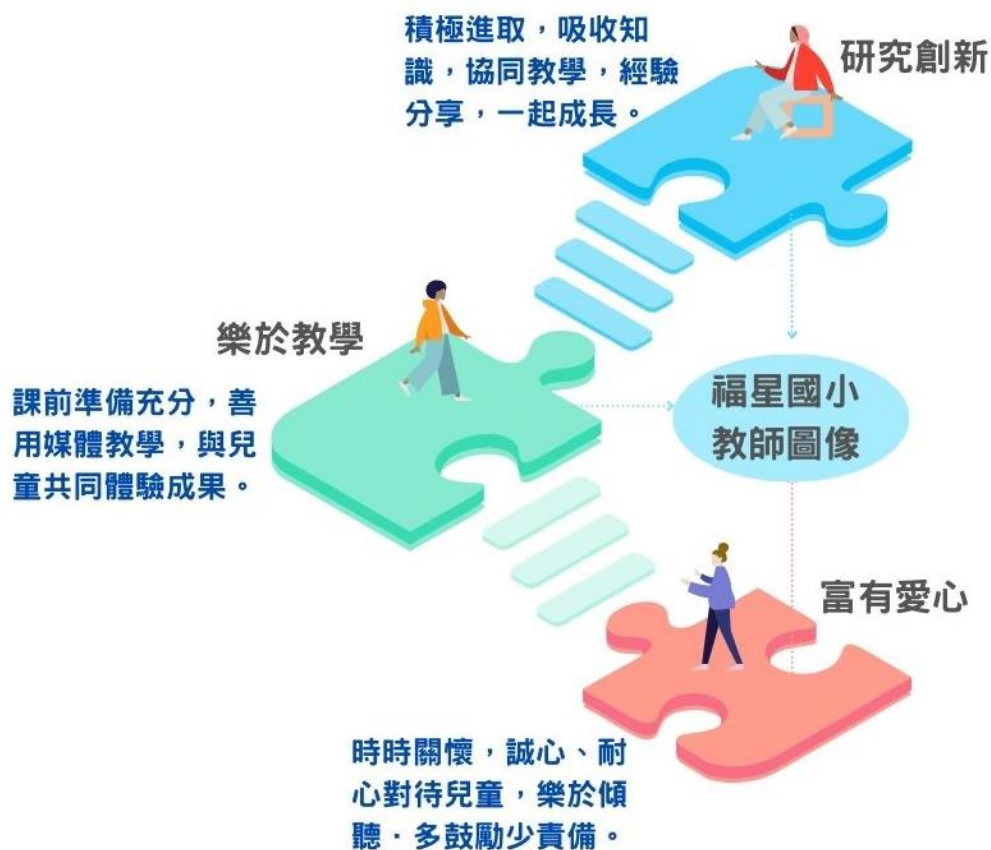 積極進取，吸收知
識，協同教學，經驗
分享，一起成長。
研究創新
樂於教學
課前準備充分，善
用媒體教學，與兒
童共同體驗成果。
福星國小
教師圖像
富有愛心
時時關懷，誠心、耐
心對待兒童，樂於傾
聽．多鼓勵少責備。